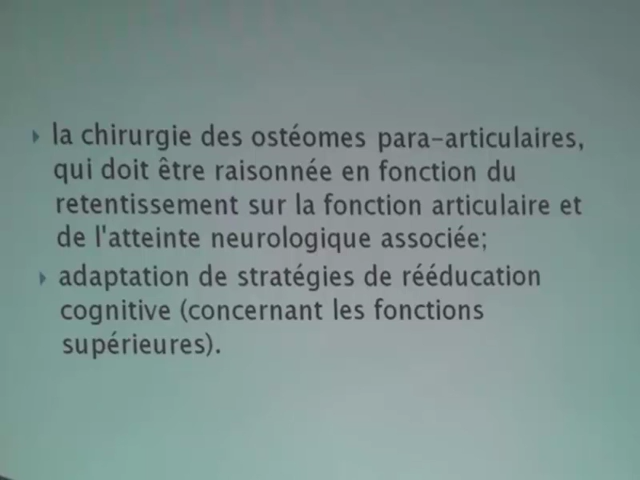 la chirurgie des ostéomes para-articulaires,
qui doit être raisonnée en fonction du
retentissement sur la fonction articulaire et
de l'atteinte neurologique associée;
adaptation de stratégies de rééducation
cognitive (concernant les fonctions
supérieures).